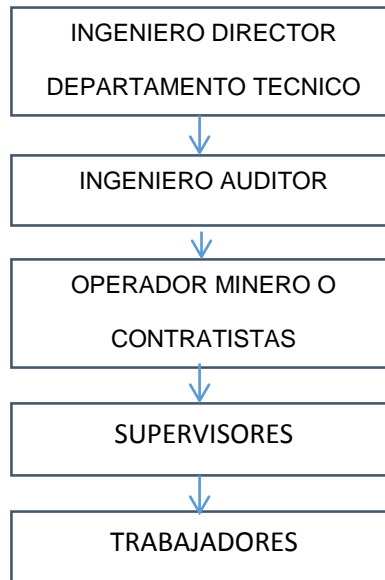 INGENIERO DIRECTOR
DEPARTAMENTO TECNICO
INGENIERO AUDITOR
OPERADOR MINERO O
CONTRATISTAS
SUPERVISORES
TRABAJADORES